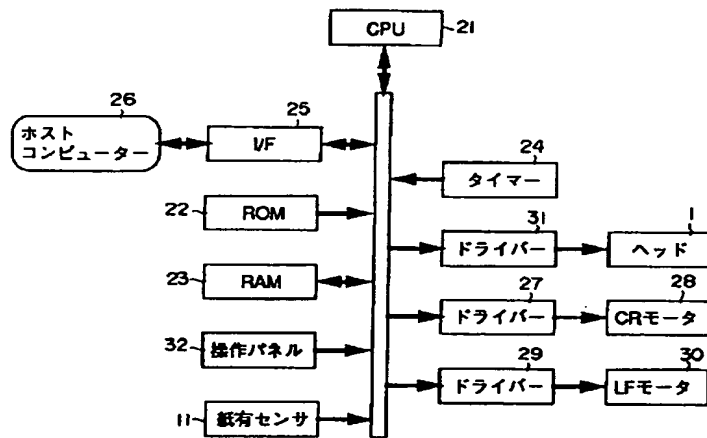 CPU
21
26
ホスト
コンピューター
25
I/F
24
タイマー
22
ROM
31
ドライバー
1
ヘッド
23
RAM
27
ドライバー
28
CRモータ
32
操作パネル
29
ドライバー
30
LFモータ
11
紙有センサ